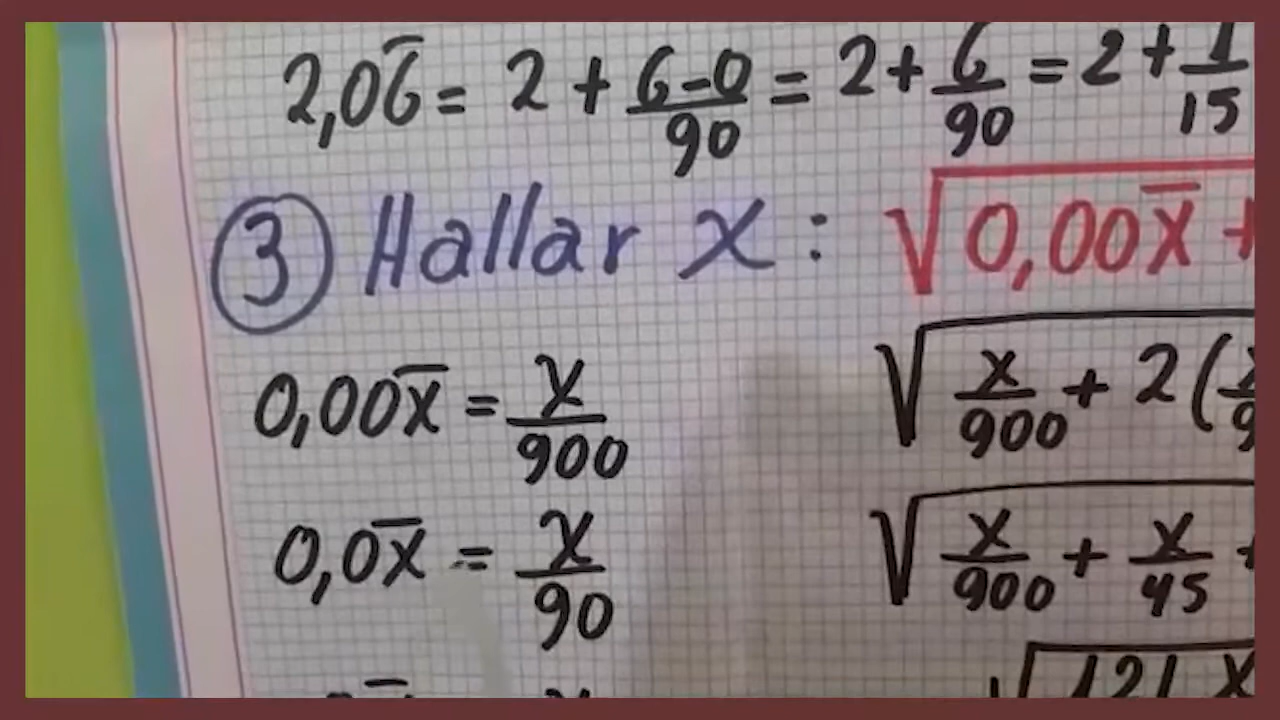 2,06̅ = 2 + (6-0)/90 = 2 + 6/90 = 2 + 1/15
③ Hallar x : √0,00x̅ +
0,00x̅ = x/900
√x/900 + 2(
0,0x̅ = x/90
√x/900 + x/45 +
√121 x